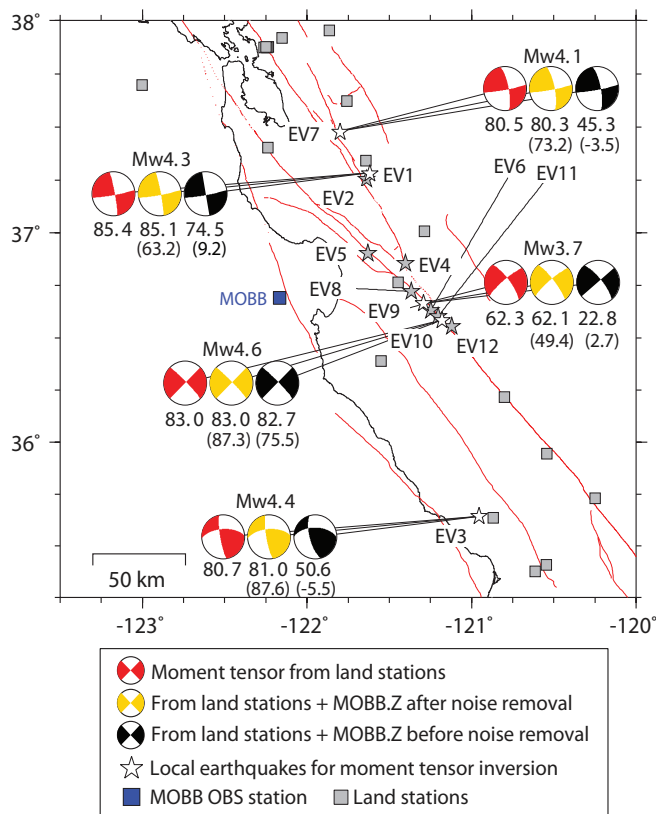 38°
Mw4.1
EV7
80.5 80.3 45.3
(73.2) (-3.5)
EV6
EV11
Mw4.3
EV1
EV2
85.4 85.1 74.5
(63.2) (9.2)
37°
EV5
EV4
Mw3.7
EV8
MOBB
EV9
62.3 62.1 22.8
(49.4) (2.7)
EV10
EV12
Mw4.6
83.0 83.0 82.7
(87.3) (75.5)
36°
Mw4.4
EV3
80.7 81.0 50.6
(87.6) (-5.5)
50 km
-123° -122° -121° -120°
Moment tensor from land stations
From land stations + MOBB.Z after noise removal
From land stations + MOBB.Z before noise removal
Local earthquakes for moment tensor inversion
MOBB OBS station Land stations